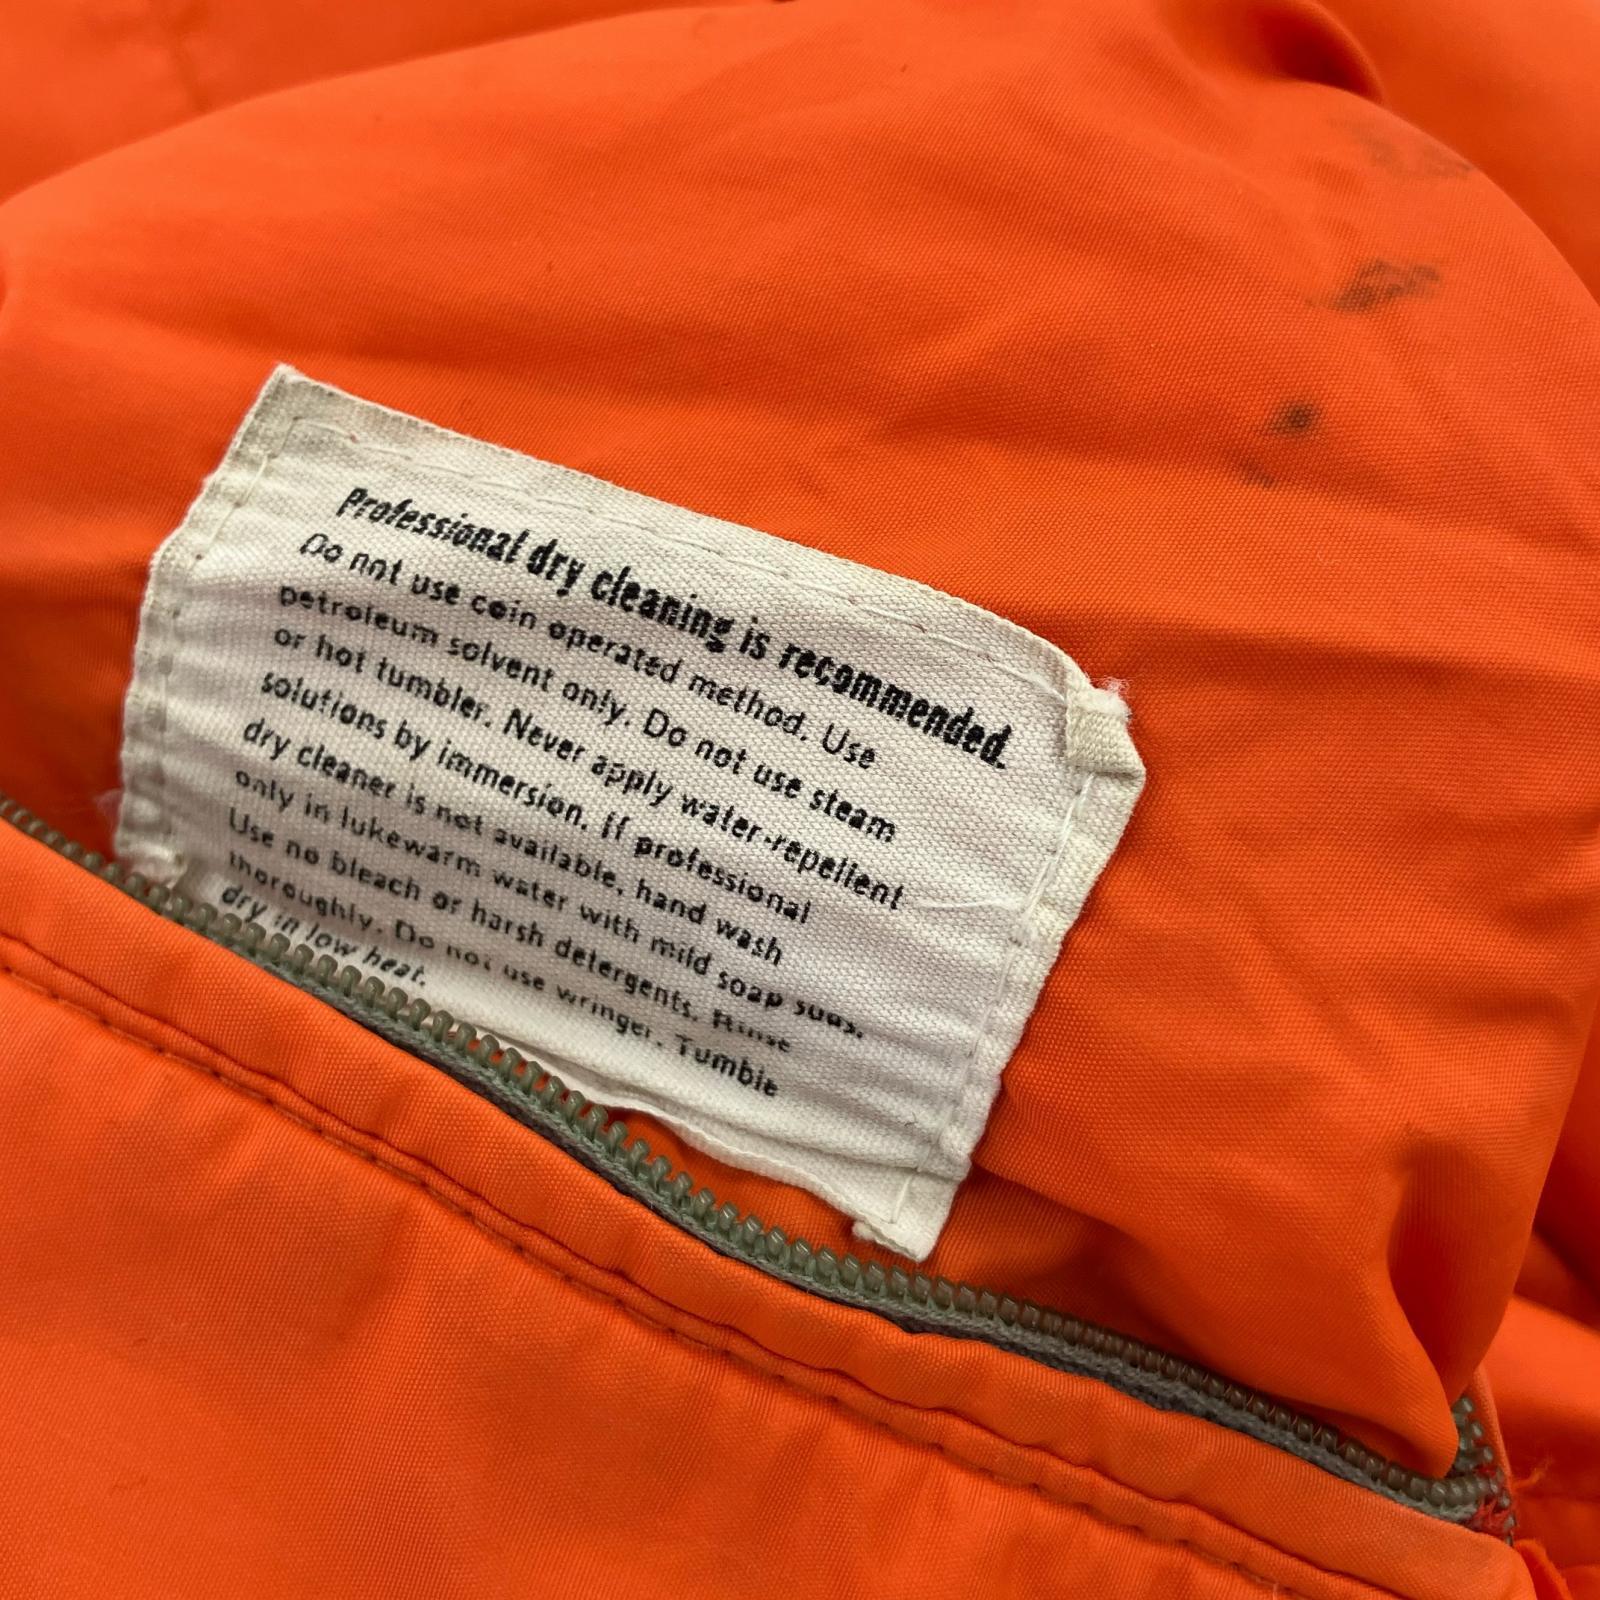 Professional dry cleaning is recommended.
Do not use coin operated method. Use
petroleum solvent only. Do not use steam
or hot tumbler. Never apply water-repellent
solutions by immersion. If professional
dry cleaner is not available, hand wash
only in lukewarm water with mild soap suds.
Use no bleach or harsh detergents. Rinse
thoroughly. Do not use wringer. Tumble
dry in low heat.